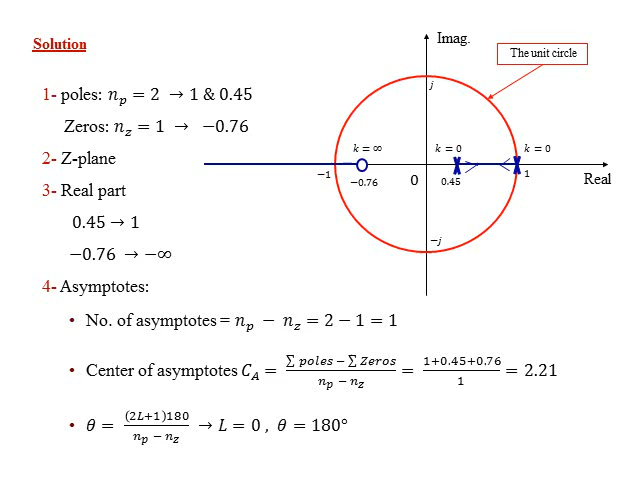 Solution
1- poles: n_p = 2 → 1 & 0.45
Zeros: n_z = 1 → −0.76
2- Z-plane
3- Real part
0.45 → 1
−0.76 → −∞
4- Asymptotes:
• No. of asymptotes = n_p − n_z = 2 − 1 = 1
• Center of asymptotes C_A = (∑ poles − ∑ Zeros)/(n_p − n_z) = (1+0.45+0.76)/1 = 2.21
• θ = ((2L+1)180)/(n_p − n_z) → L = 0 , θ = 180°
Imag.
The unit circle
j
k = ∞
k = 0
k = 0
−1
−0.76
0
0.45
1
Real
−j